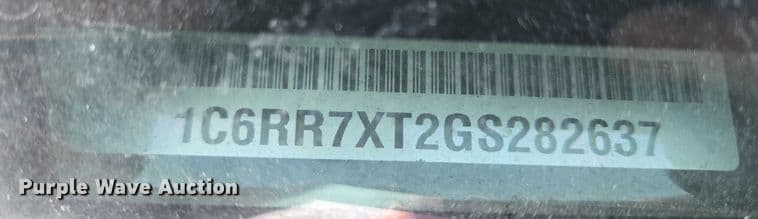 1C6RR7XT2GS282637
Purple Wave Auction